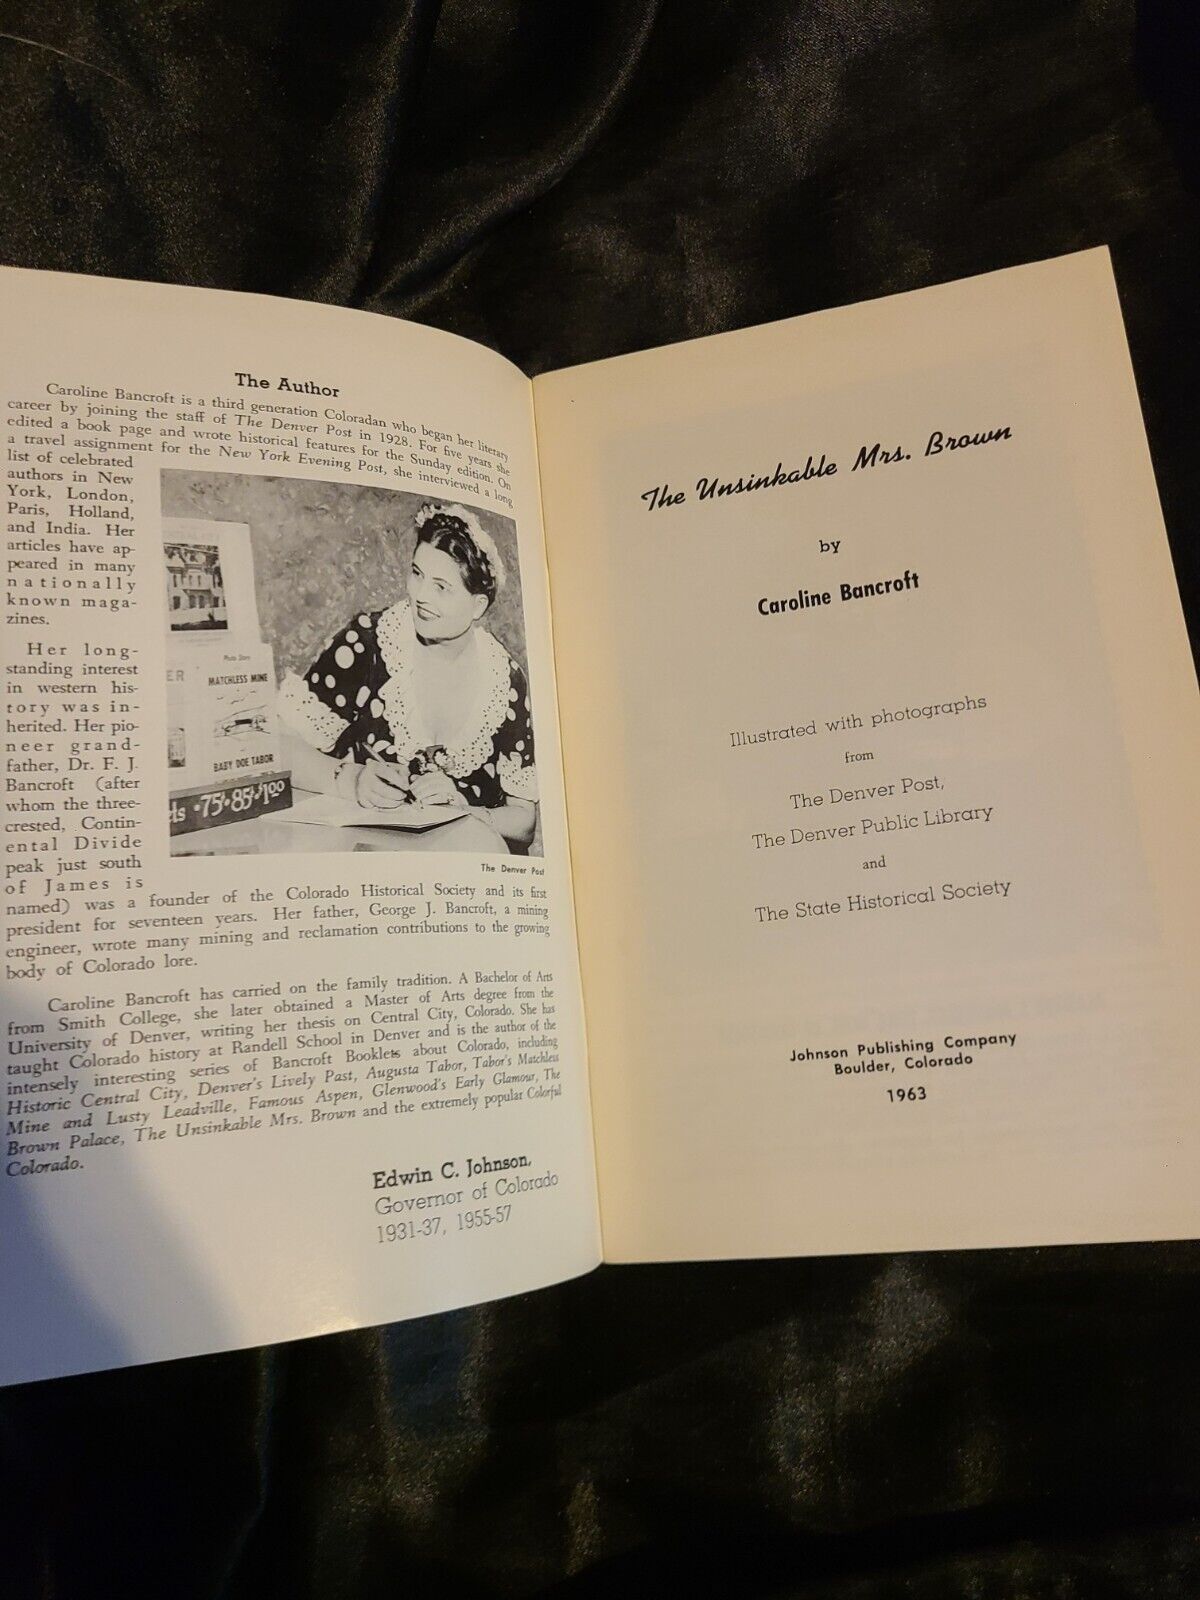 The Author
Caroline Bancroft is a third generation Coloradan who began her literary
career by joining the staff of The Denver Post in 1928. For five years she
edited a book page and wrote historical features for the Sunday edition. On
a travel assignment for the New York Evening Post, she interviewed a long
list of celebrated
authors in New
York, London,
Paris, Holland,
and India. Her
articles have ap-
peared in many
nationally
known maga-
zines.
Her long-
standing interest
in western his-
tory was in-
herited. Her pio-
neer grand-
father, Dr. F. J.
Bancroft (after
whom the three-
crested, Contin-
ental Divide
peak just south
of James is
named) was a founder of the Colorado Historical Society and its first
president for seventeen years. Her father, George J. Bancroft, a mining
engineer, wrote many mining and reclamation contributions to the growing
body of Colorado lore.
Photo Story
MATCHLESS MINE
BABY DOE TABOR
ER
ds • 75• 85• $1.00
The Denver Post
Caroline Bancroft has carried on the family tradition. A Bachelor of Arts
from Smith College, she later obtained a Master of Arts degree from the
University of Denver, writing her thesis on Central City, Colorado. She has
taught Colorado history at Randell School in Denver and is the author of the
intensely interesting series of Bancroft Booklets about Colorado, including
Historic Central City, Denver's Lively Past, Augusta Tabor, Tabor's Matchless
Mine and Lusty Leadville, Famous Aspen, Glenwood's Early Glamour, The
Brown Palace, The Unsinkable Mrs. Brown and the extremely popular Colorful
Colorado.
Edwin C. Johnson,
Governor of Colorado
1931-37, 1955-57
The Unsinkable Mrs. Brown
by
Caroline Bancroft
Illustrated with photographs
from
The Denver Post,
The Denver Public Library
and
The State Historical Society
Johnson Publishing Company
Boulder, Colorado
1963